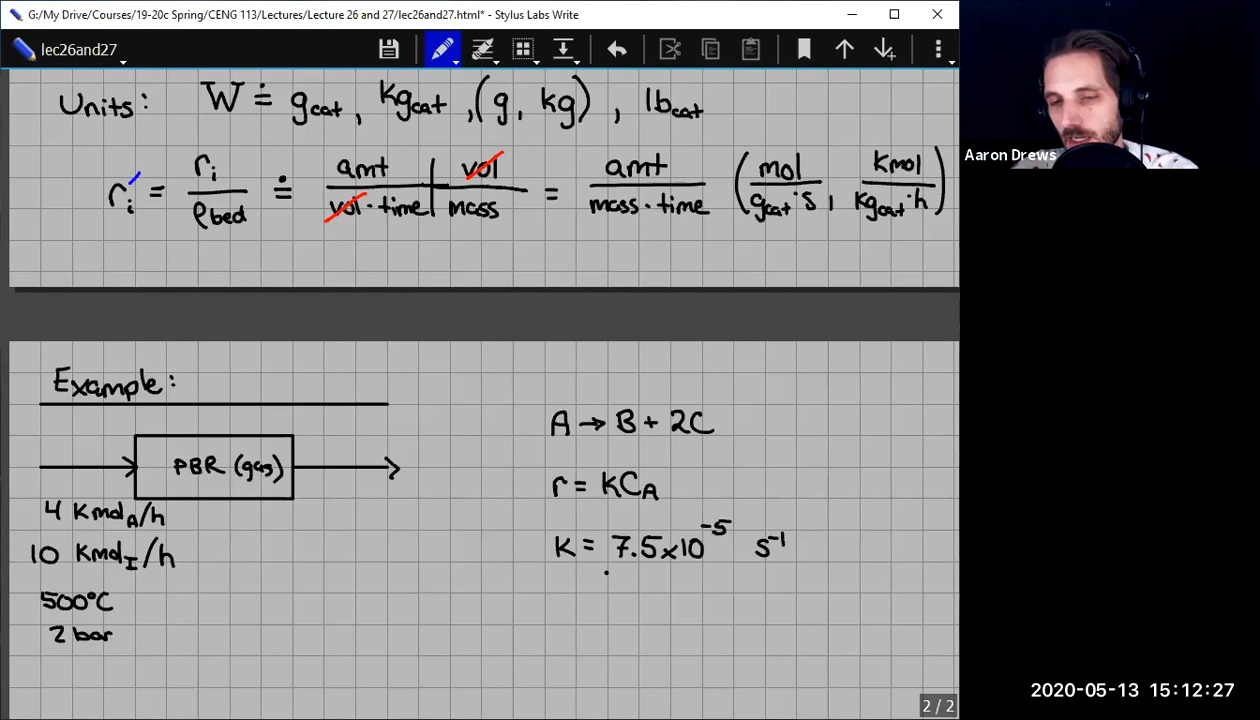 G:/My Drive/Courses/19-20c Spring/CENG 113/Lectures/Lecture 26 and 27/lec26and27.html* - Stylus Labs Write
lec26and27
Units: W ≐ g_cat, kg_cat, (g, kg), lb_cat
r_i' = r_i / ρ_bed ≐ amt / vol · time | vol / mass = amt / mass · time (mol / g_cat · s, kmol / kg_cat · h)
Aaron Drews
Example:
PBR (gas)
4 Kmol_A/h
10 Kmol_I/h
500°C
2 bar
A → B + 2C
r = kC_A
k = 7.5x10^-5 s^-1
2 / 2
2020-05-13 15:12:27